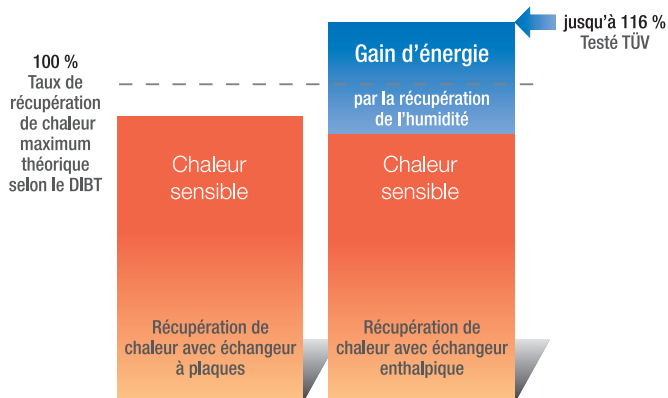 100 %
Taux de
récupération
de chaleur
maximum
théorique
selon le DIBT
Chaleur
sensible
Récupération de
chaleur avec échangeur
à plaques
Gain d’énergie
par la récupération
de l’humidité
Chaleur
sensible
Récupération de
chaleur avec échangeur
enthalpique
jusqu’à 116 %
Testé TÜV